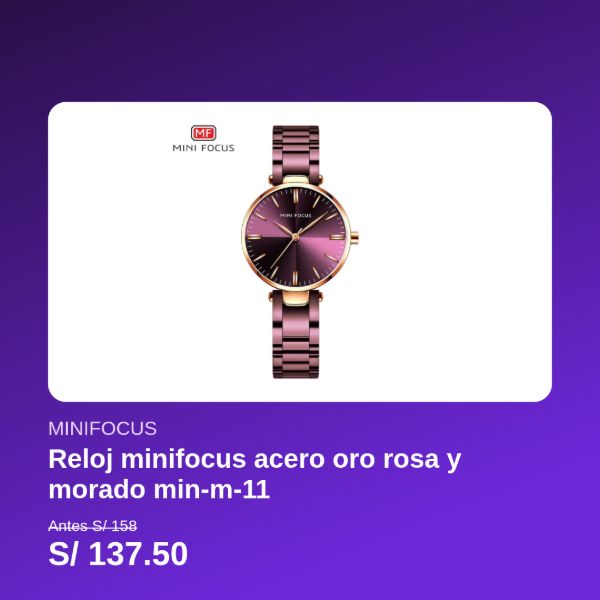 MF
MINI FOCUS
MINI FOCUS
MINIFOCUS
Reloj minifocus acero oro rosa y
morado min-m-11
Antes S/ 158
S/ 137.50